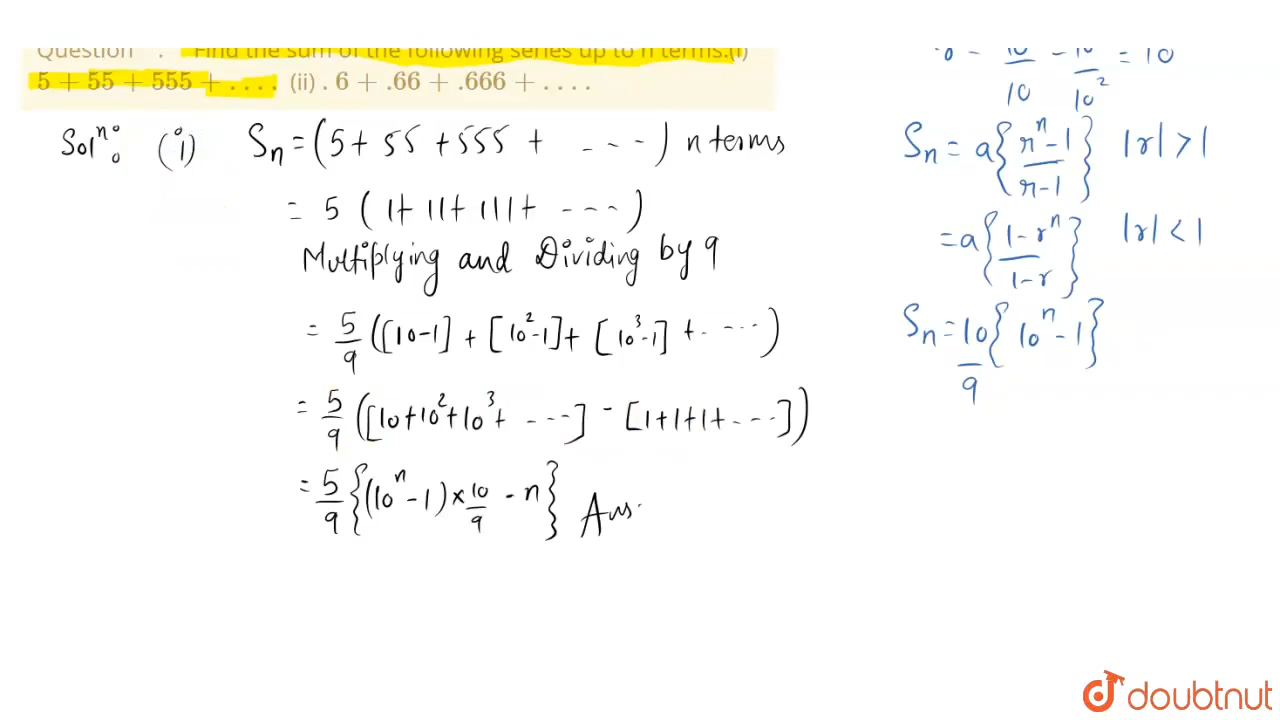 Question : Find the sum of the following series up to n terms.(i)
5 + 55 + 555 + .... (ii) . 6 + .66 + .666 + ....
Solⁿ: (i) Sn = (5 + 55 + 555 + ----) n terms
= 5 (1 + 11 + 111 + ----)
Multiplying and Dividing by 9
= 5/9 ([10-1] + [10²-1] + [10³-1] + ----)
= 5/9 ([10+10²+10³+ ----] - [1+1+1+ ----])
= 5/9 {(10ⁿ-1) × 10/9 - n} Ans.
10/10 - 10/10² = 10
Sn = a{rⁿ-1/r-1} |r| > 1
= a{1-rⁿ/1-r} |r| < 1
Sn = 10/9 {10ⁿ-1}
doubtnut